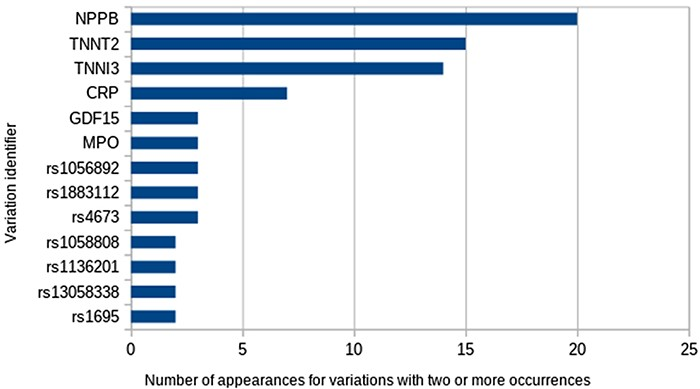 NPPB
TNNT2
TNNI3
CRP
GDF15
MPO
rs1056892
rs1883112
rs4673
rs1058808
rs1136201
rs13058338
rs1695
Variation identifier
0 5 10 15 20 25
Number of appearances for variations with two or more occurrences